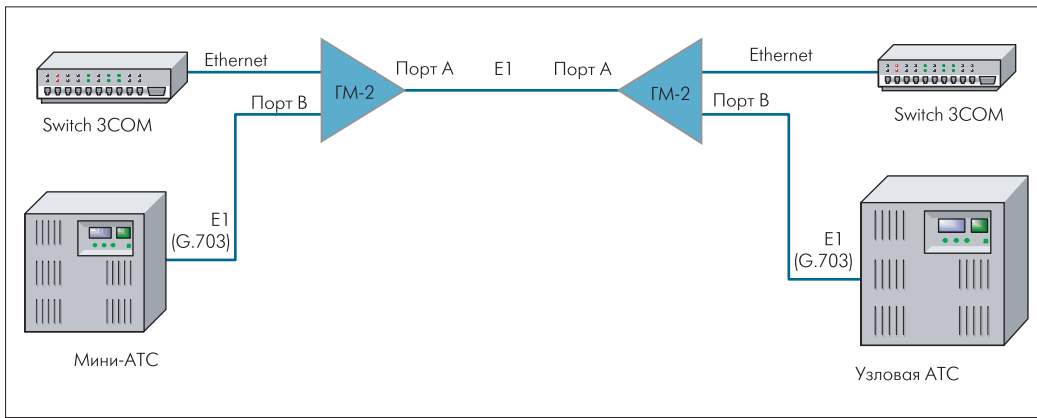 Ethernet
Порт А
E1
Порт А
Ethernet
ГМ-2
ГМ-2
Порт В
Порт В
Switch 3COM
Switch 3COM
E1
(G.703)
E1
(G.703)
Мини-АТС
Узловая АТС